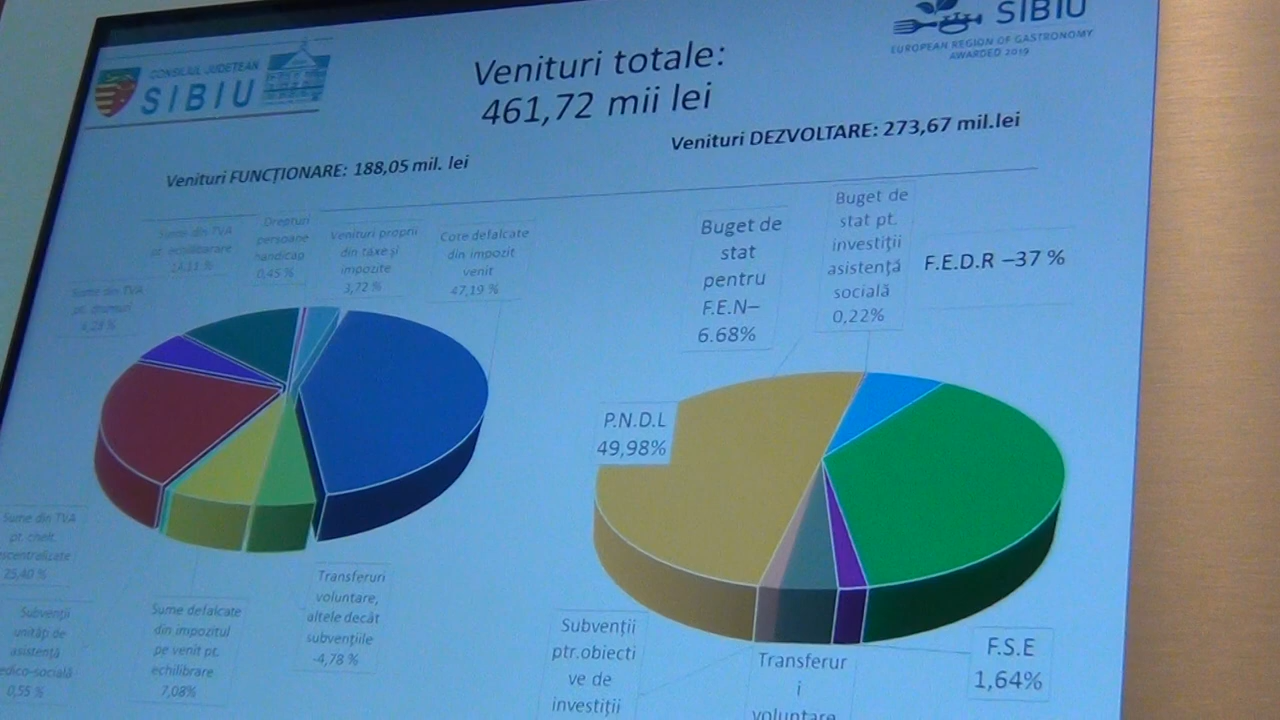 CONSILIUL JUDEȚEAN
SIBIU
SIBIU
EUROPEAN REGION OF GASTRONOMY
AWARDED 2019
Venituri totale:
461,72 mii lei
Venituri FUNCȚIONARE: 188,05 mil. lei
Venituri DEZVOLTARE: 273,67 mil.lei
Sume din TVA
pt. echilibrare
14,11 %
Drepturi
persoane
handicap
0,45 %
Venituri proprii
din taxe și
impozite
3,72 %
Cote defalcate
din impozit
venit
47,19 %
Buget de
stat
pentru
F.E.N–
6.68%
Buget de
stat pt.
investiții
asistență
socială
0,22%
F.E.D.R –37 %
Sume din TVA
pt. drumuri
P.N.D.L
49,98%
Sume din TVA
pt. chelt.
25,40 %
Subvenții
unităp de
asistență
0,55 %
Sume defalcate
din impozitul
pe venit pt.
echilibrare
7,08%
Transferuri
voluntare,
altele decât
subvențiile
-4,78 %
Subvenții
ptr.obiecti
ve de
investiții
Transferur
i
voluntare
F.S.E
1,64%